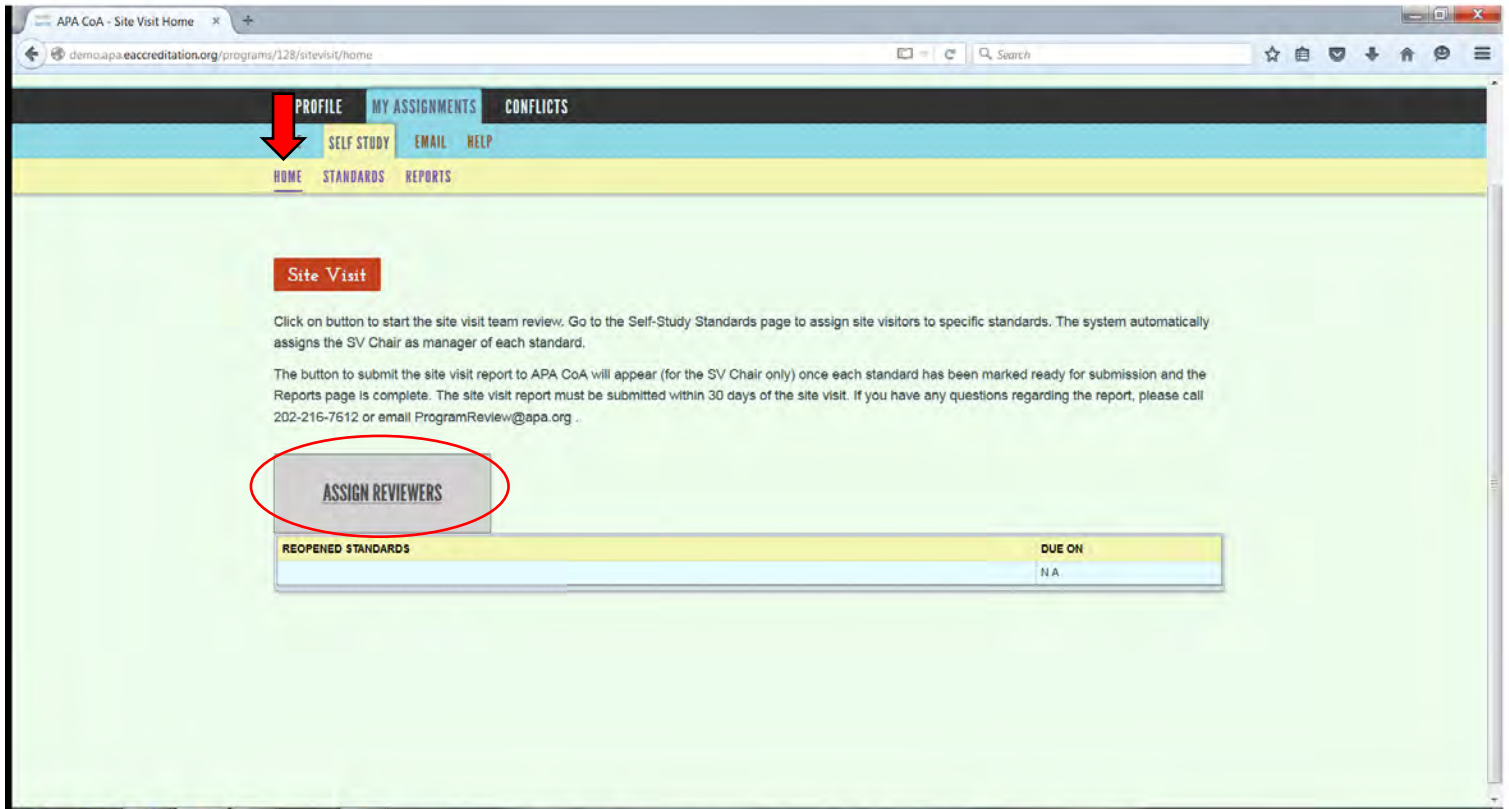 APA CoA - Site Visit Home
demo.apa.eaccreditation.org/programs/128/sitevisit/home
Search
PROFILE MY ASSIGNMENTS CONFLICTS
SELF STUDY EMAIL HELP
HOME STANDARDS REPORTS
Site Visit
Click on button to start the site visit team review. Go to the Self-Study Standards page to assign site visitors to specific standards. The system automatically
assigns the SV Chair as manager of each standard.
The button to submit the site visit report to APA CoA will appear (for the SV Chair only) once each standard has been marked ready for submission and the
Reports page is complete. The site visit report must be submitted within 30 days of the site visit. If you have any questions regarding the report, please call
202-216-7612 or email ProgramReview@apa.org .
ASSIGN REVIEWERS
REOPENED STANDARDS DUE ON
N A